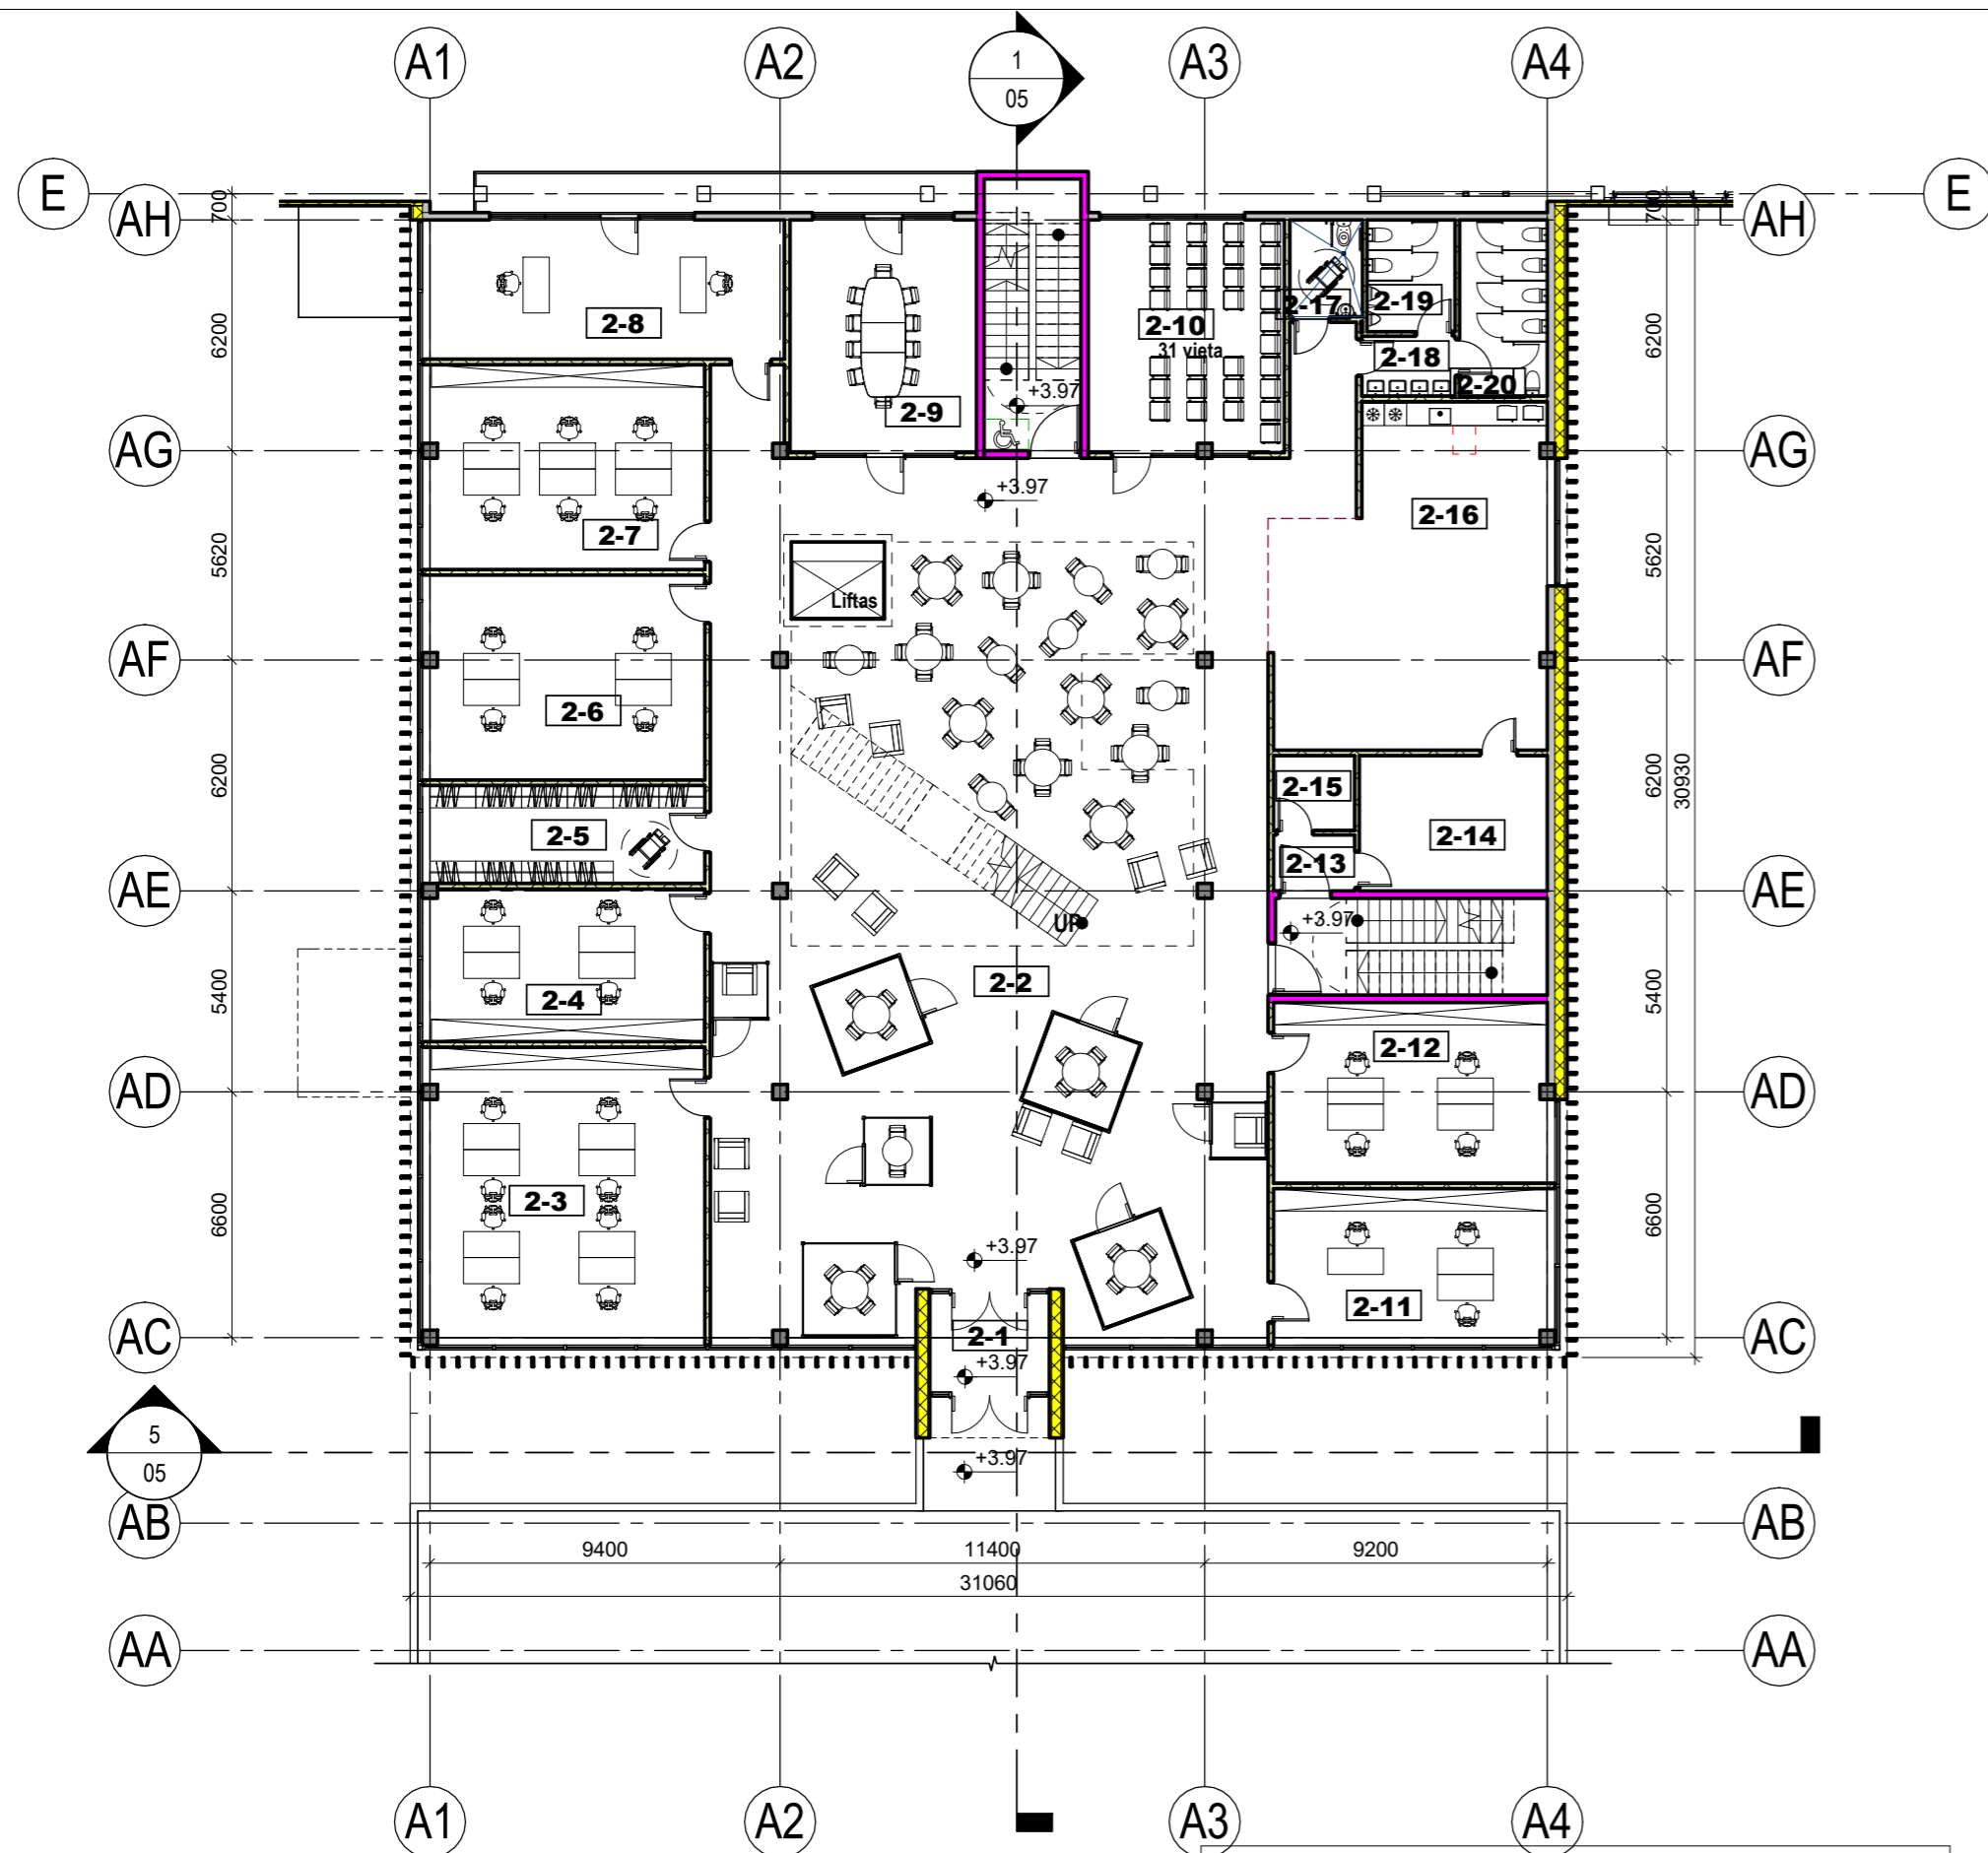 A1 A2 1 A3 A4
05
E E
700 700
AH AH
6200 2-8 2-10 2-17 2-19 6200
31 vieta 2-18
2-20
+3.97
2-9
AG AG
+3.97
2-7 2-16
5620 5620
Liftas
AF AF
2-6
6200 2-15 6200 30930
2-5 2-14
2-13
AE AE
UP +3.97
2-2
5400 2-4 5400
2-12
AD AD
2-3
6600 6600
+3.97
2-11
2-1
AC AC
+3.97
5
05
+3.97
AB AB
9400 11400 9200
31060
AA AA
A1 A2 A3 A4